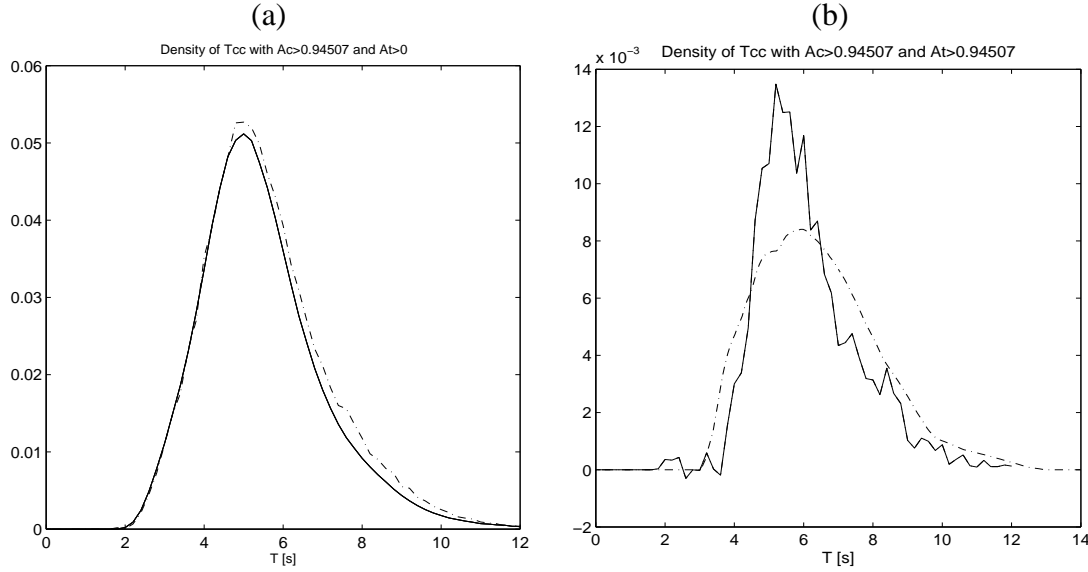 (a)
Density of Tcc with Ac>0.94507 and At>0
0.06
0.05
0.04
0.03
0.02
0.01
0
0 2 4 6 8 10 12
T [s]
(b)
x 10⁻³ Density of Tcc with Ac>0.94507 and At>0.94507
14
12
10
8
6
4
2
0
−2
0 2 4 6 8 10 12 14
T [s]